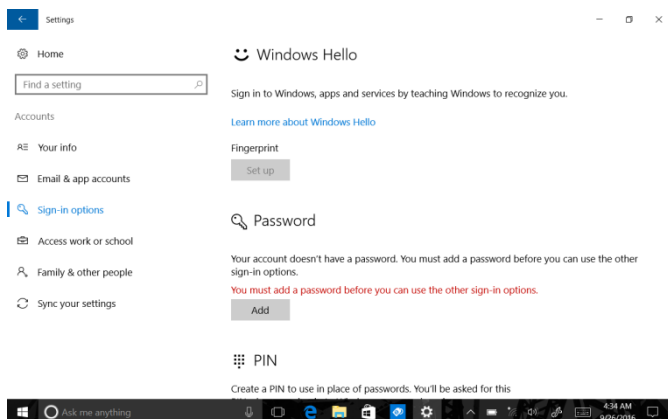 Settings
Home
Find a setting
Accounts
Your info
Email & app accounts
Sign-in options
Access work or school
Family & other people
Sync your settings
Windows Hello
Sign in to Windows, apps and services by teaching Windows to recognize you.
Learn more about Windows Hello
Fingerprint
Set up
Password
Your account doesn't have a password. You must add a password before you can use the other
sign-in options.
You must add a password before you can use the other sign-in options.
Add
PIN
Create a PIN to use in place of passwords. You'll be asked for this
Ask me anything
4:34 AM
9/26/2016